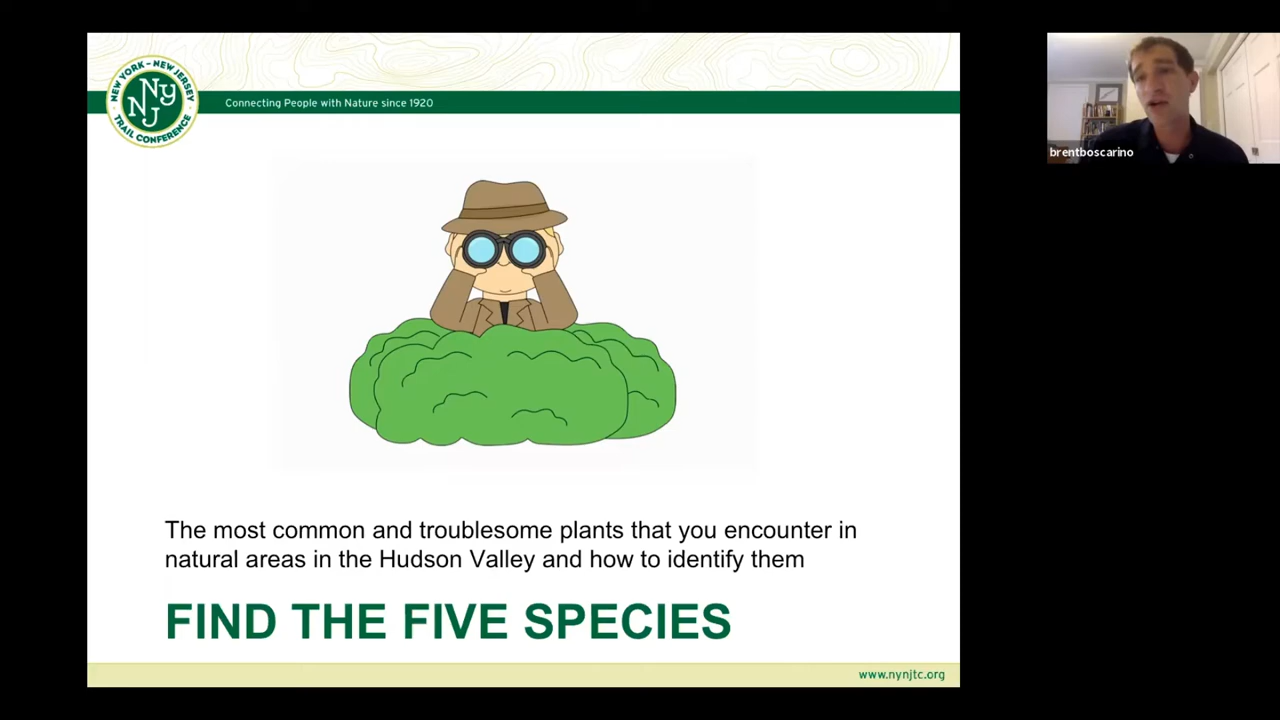 NEW YORK - NEW JERSEY
NY
NJ
TRAIL CONFERENCE
Connecting People with Nature since 1920
brentboscarino
The most common and troublesome plants that you encounter in
natural areas in the Hudson Valley and how to identify them
FIND THE FIVE SPECIES
www.nynjtc.org